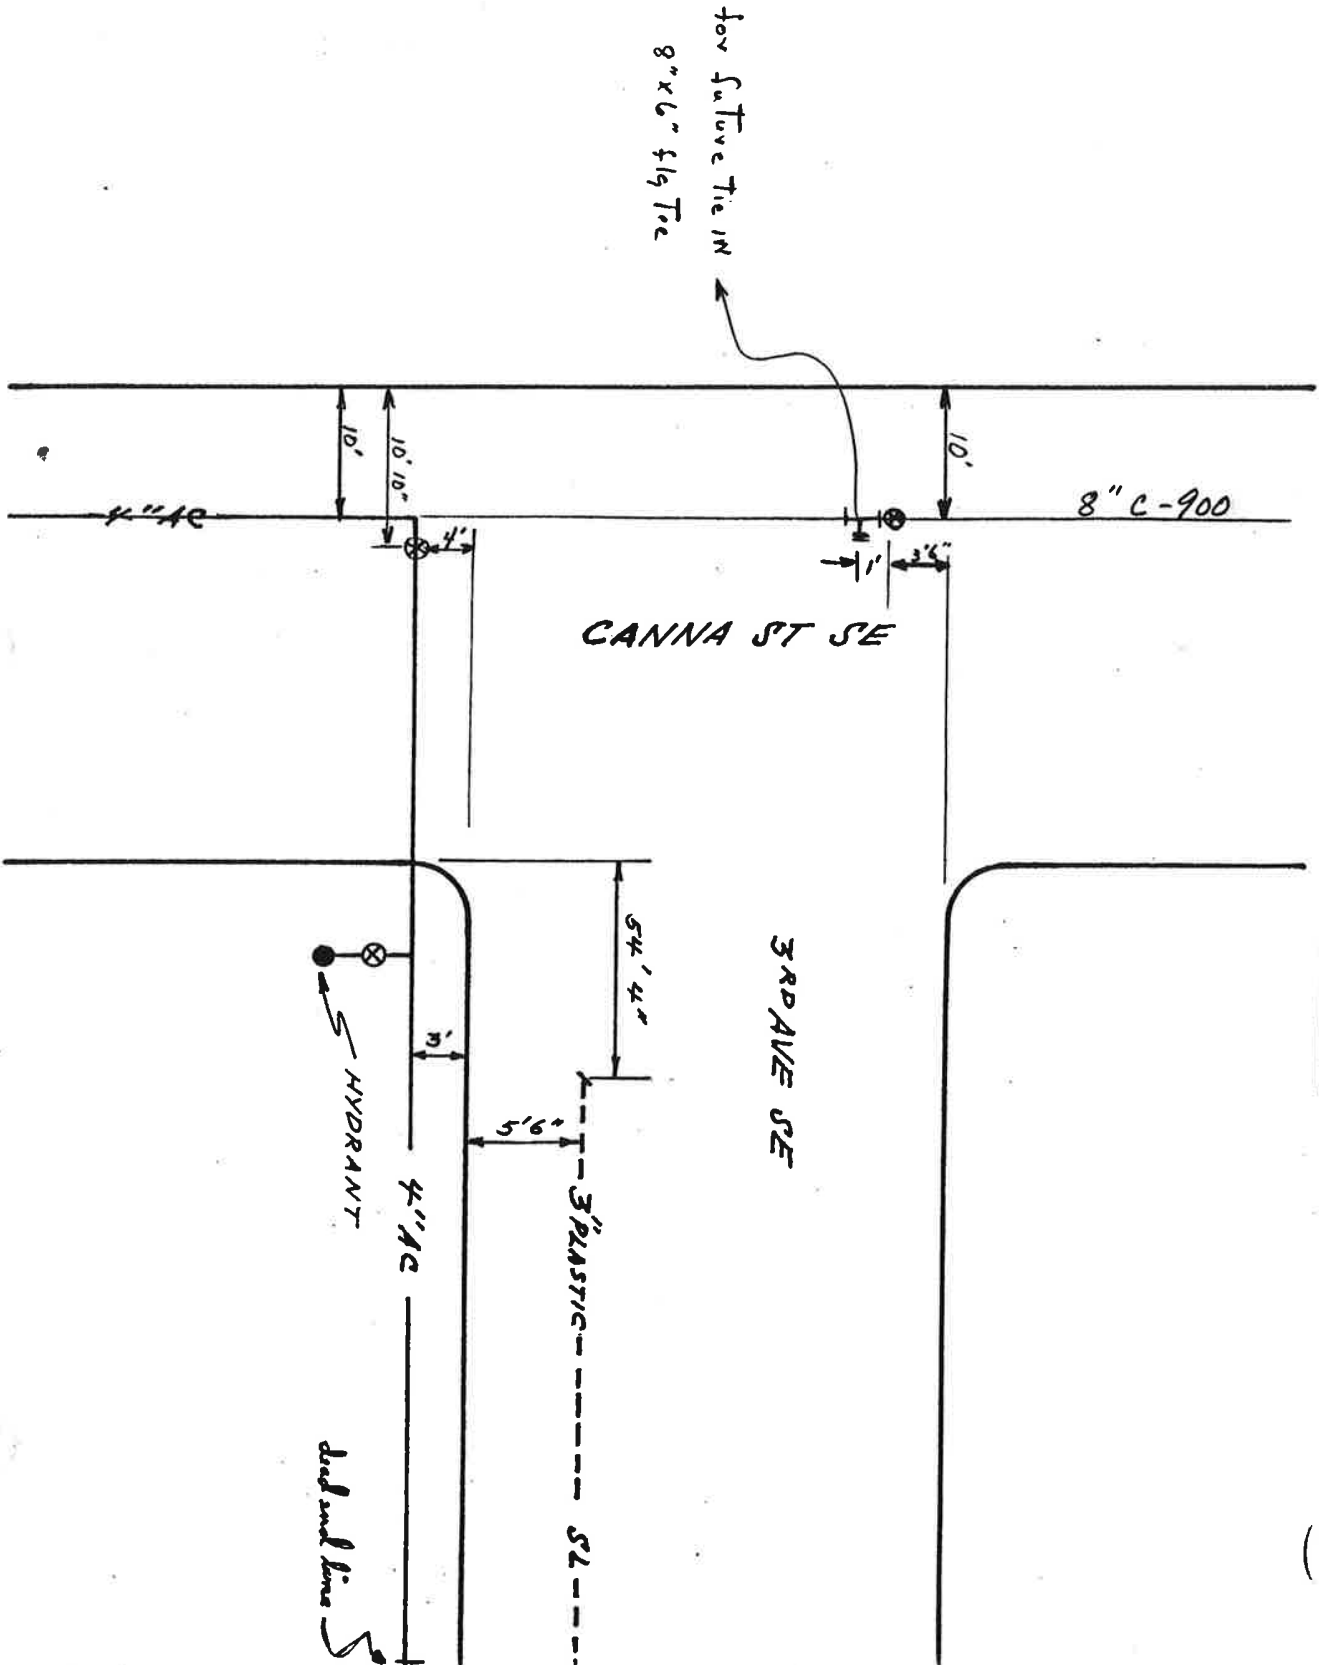 for future Tie IN
8"x6" flg Tee
10'
10' 10"
10'
8" C-900
4" AC
4'
1'
3'6"
CANNA ST SE
54' 4"
3RD AVE SE
3'
HYDRANT
5'6"
4" AC
3" PLASTIC
SL
dead end line